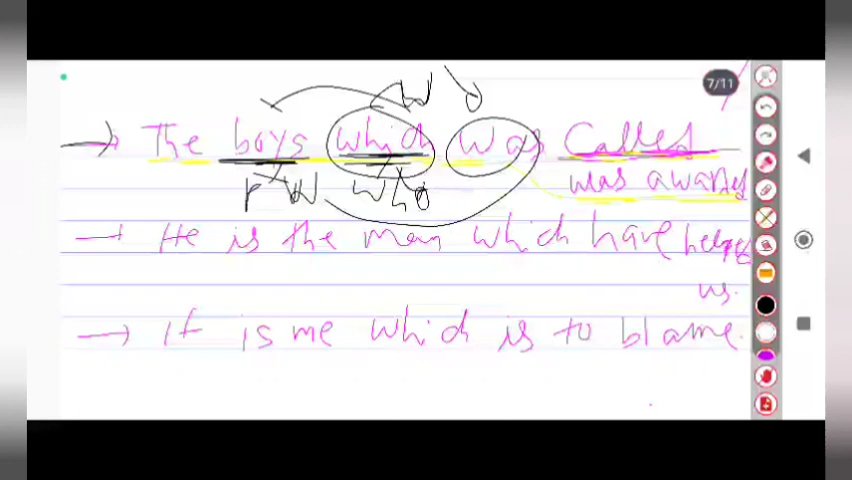 7/11
The boys which was Called
who
was awarded
He is the man which have helped
us.
It is me which is to blame.